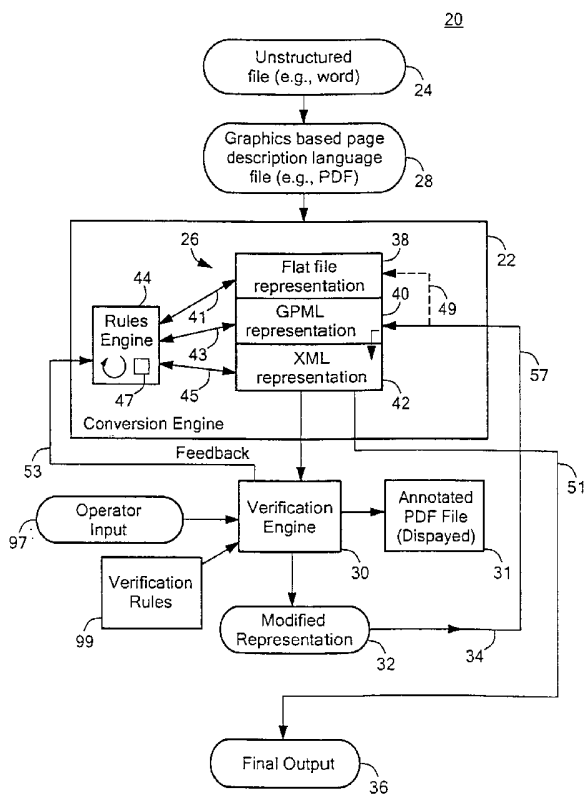 20
Unstructured
file (e.g., word)
24
Graphics based page
description language
file (e.g., PDF)
28
22
26
38
Flat file
representation
44
Rules
Engine
41
40
GPML
representation
49
43
XML
representation
57
47
45
42
Conversion Engine
53
Feedback
51
Operator
Input
97
Verification
Engine
30
Annotated
PDF File
(Dispayed)
31
Verification
Rules
99
Modified
Representation
32
34
Final Output
36